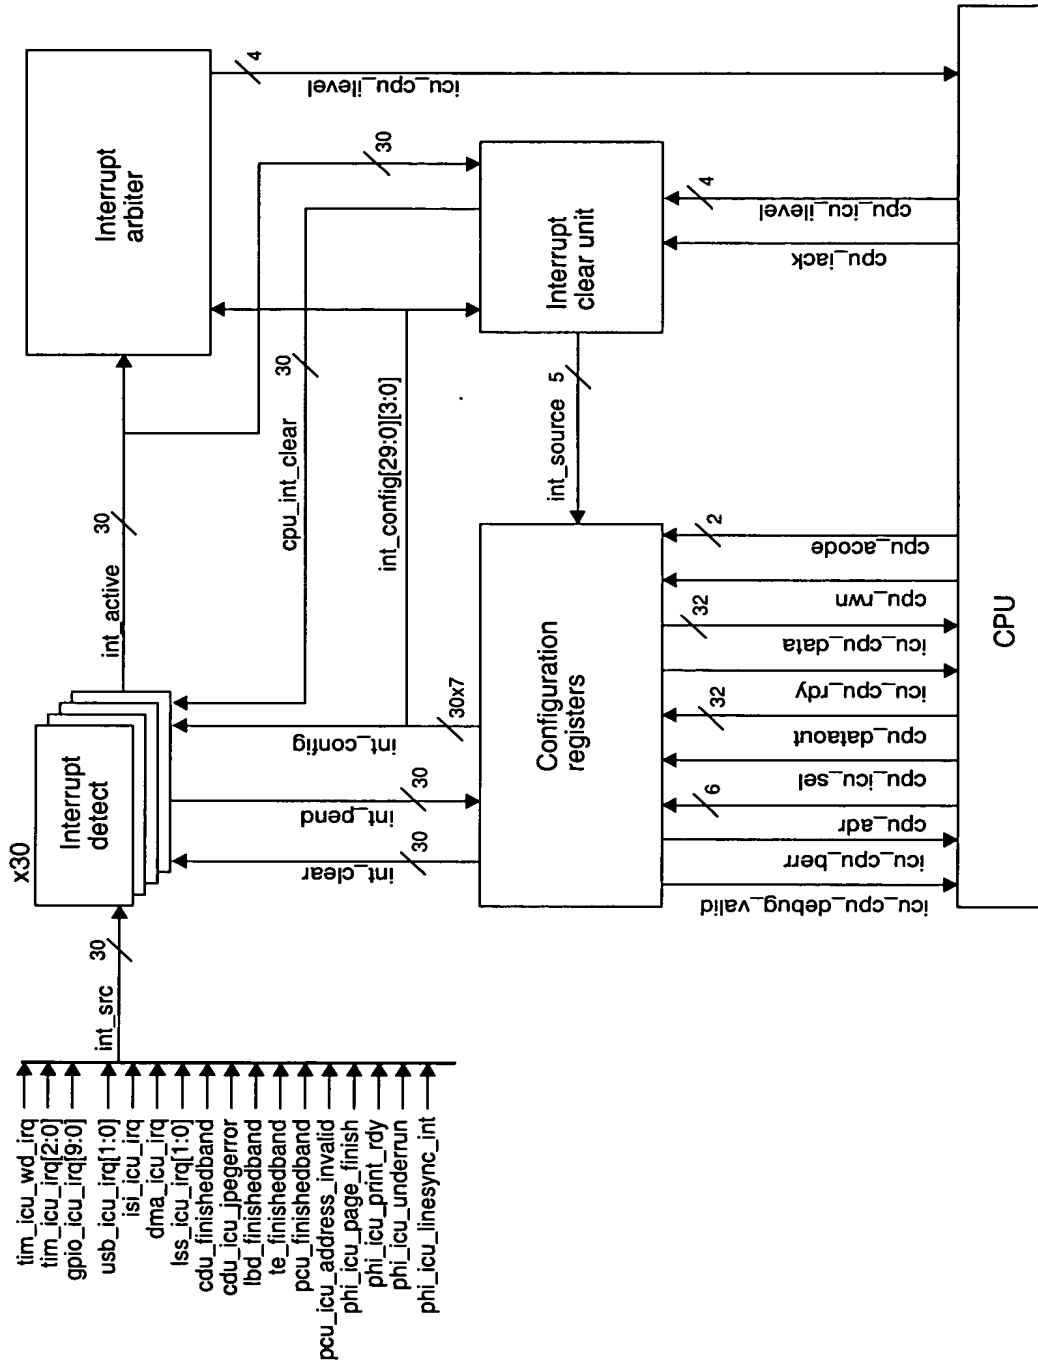 tim_icu_wd_irq
tim_icu_irq[2:0]
gpio_icu_irq[9:0]
usb_icu_irq[1:0]
isi_icu_irq
dma_icu_irq
lss_icu_irq[1:0]
cdu_finishedband
cdu_icu_jpegerror
lbd_finishedband
te_finishedband
pcu_finishedband
pcu_icu_address_invalid
phi_icu_page_finish
phi_icu_print_rdy
phi_icu_underrun
phi_icu_linesync_int
int_src
30
x30
Interrupt
detect
int_active
30
Interrupt
arbiter
4
icu_cpu_ilevel
30
cpu_int_clear
30
int_config[29:0][3:0]
int_clear
30
int_pend
30
int_config
30x7
Configuration
registers
int_source
5
Interrupt
clear unit
icu_cpu_debug_valid
icu_cpu_berr
cpu_adr
6
cpu_icu_sel
cpu_dataout
32
icu_cpu_rdy
icu_cpu_data
32
cpu_rwn
cpu_acode
2
cpu_iack
cpu_icu_ilevel
4
CPU